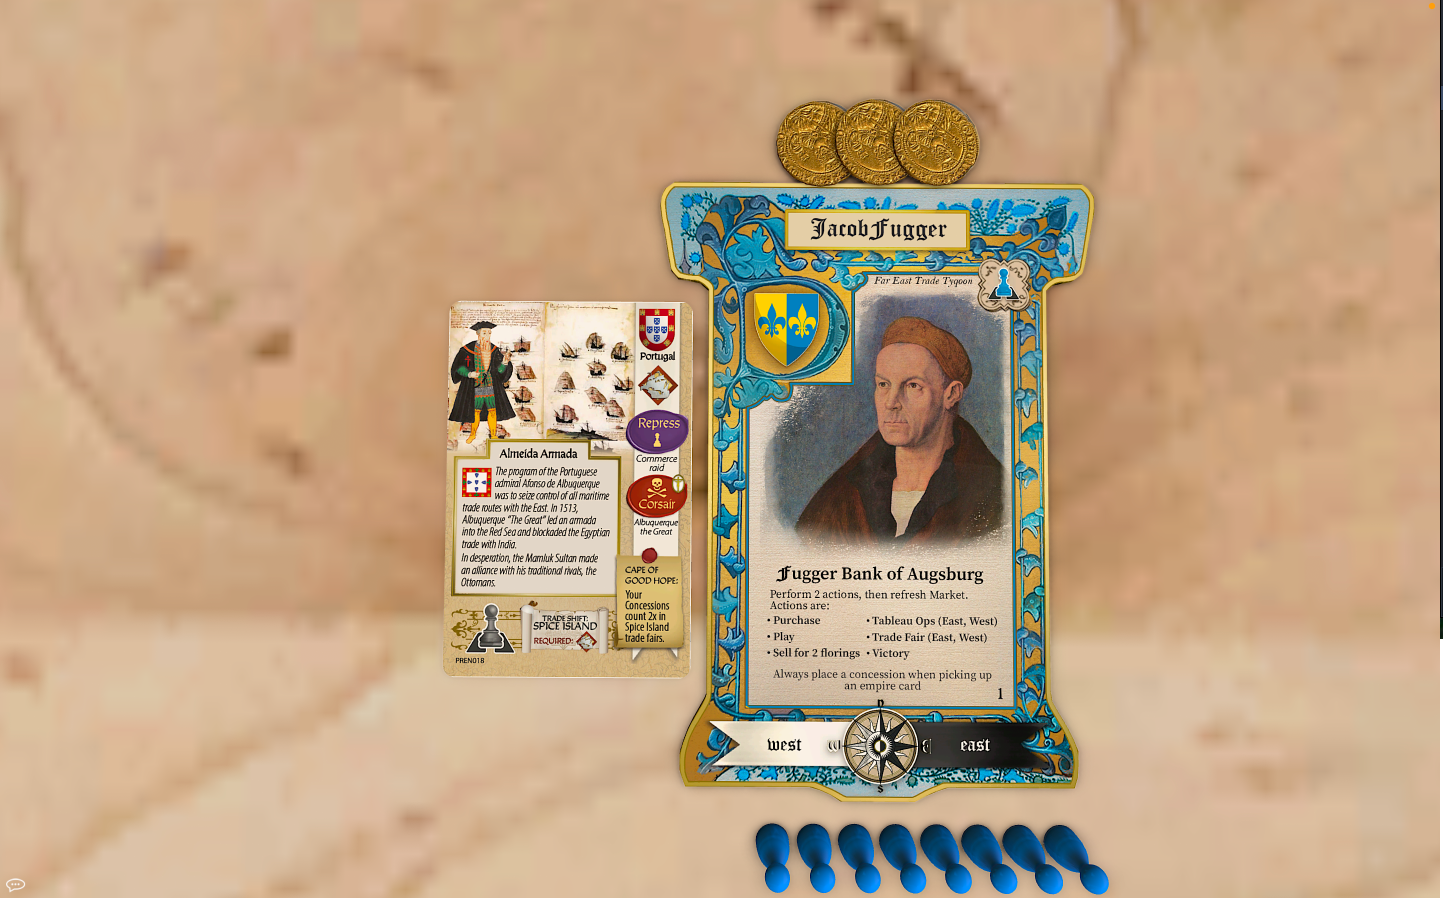 Jacob Fugger
Far East Trade Tycoon
Portugal
Repress
Commerce
raid
Corsair
Albuquerque
the Great
Almeida Armada
The program of the Portuguese
admiral Afonso de Albuquerque
was to seize control of all maritime
trade routes with the East. In 1513,
Albuquerque “The Great” led an armada
into the Red Sea and blockaded the Egyptian
trade with India.
In desperation, the Mamluk Sultan made
an alliance with his traditional rivals, the
Ottomans.
CAPE OF
GOOD HOPE:
Your
Concessions
count 2x in
Spice Island
trade fairs.
TRADE SHIFT:
SPICE ISLAND
REQUIRED:
PREN018
Fugger Bank of Augsburg
Perform 2 actions, then refresh Market.
Actions are:
• Purchase
• Tableau Ops (East, West)
• Play
• Trade Fair (East, West)
• Sell for 2 florings
• Victory
Always place a concession when picking up
an empire card
1
n
west
W
E
east
S